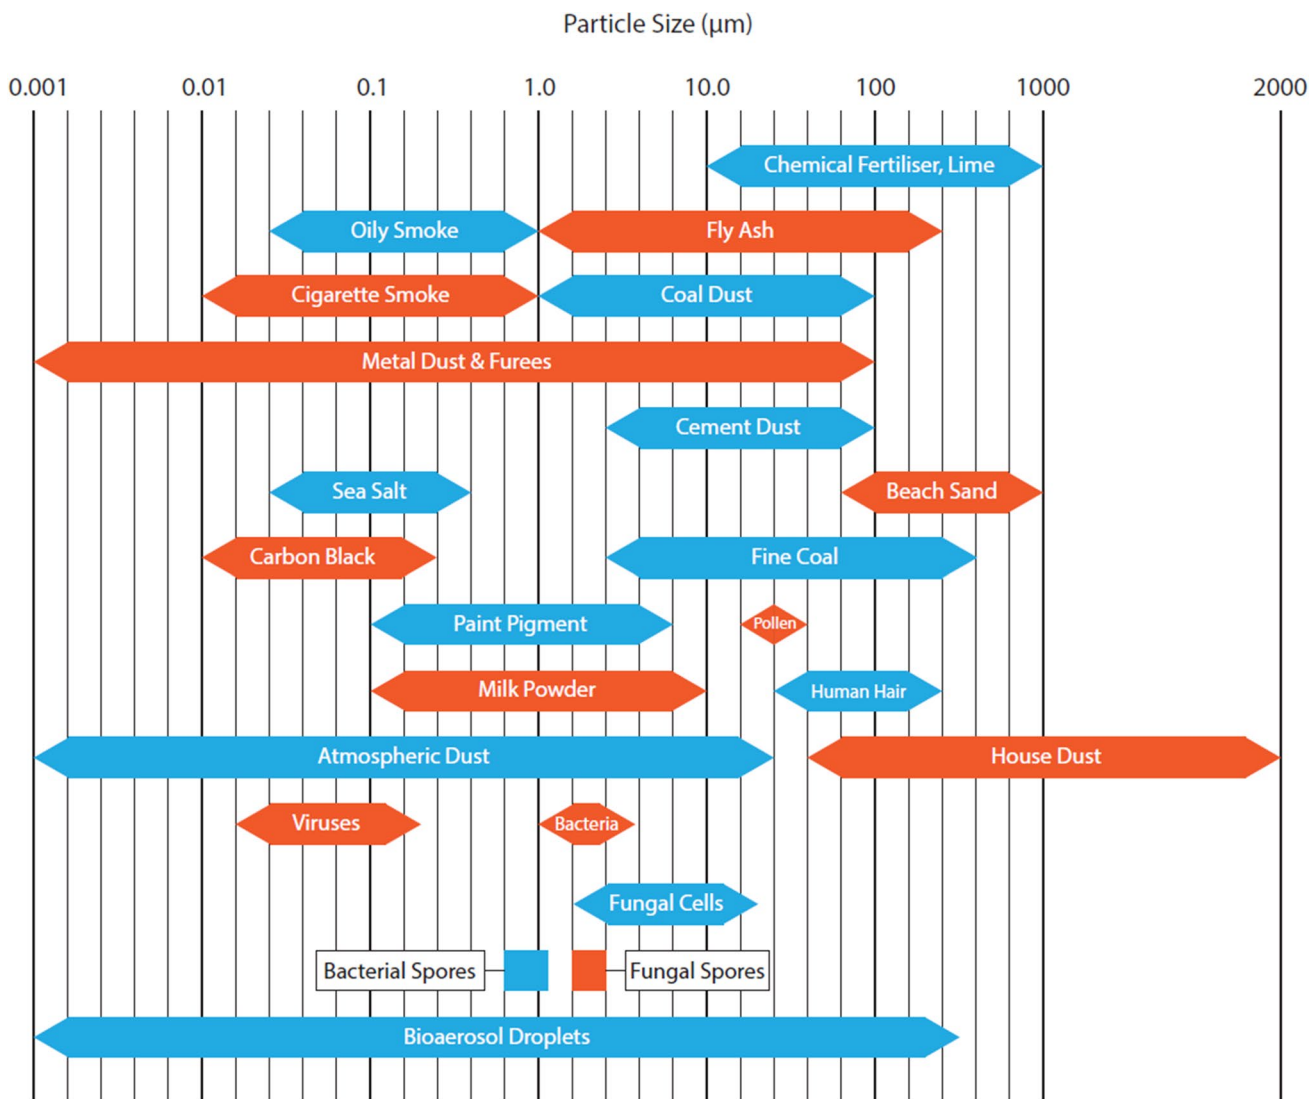 Particle Size (μm)
0.001 0.01 0.1 1.0 10.0 100 1000 2000
Chemical Fertiliser, Lime
Oily Smoke Fly Ash
Cigarette Smoke Coal Dust
Metal Dust & Furees
Cement Dust
Sea Salt Beach Sand
Carbon Black Fine Coal
Paint Pigment Pollen
Milk Powder Human Hair
Atmospheric Dust House Dust
Viruses Bacteria
Fungal Cells
Bacterial Spores Fungal Spores
Bioaerosol Droplets